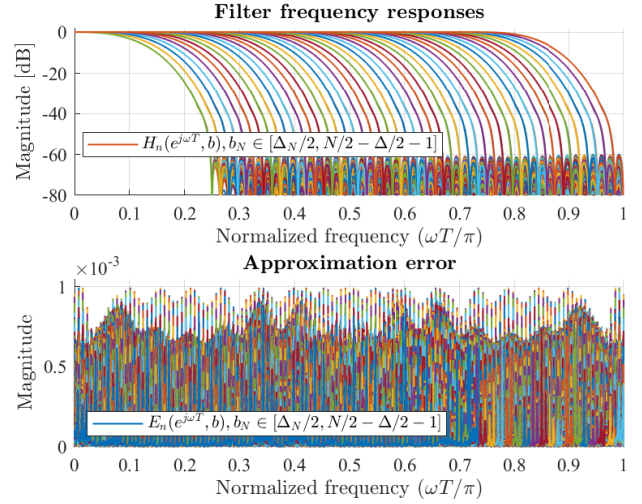 Filter frequency responses
Magnitude [dB]
0
-20
-40
-60
-80
H_n(e^{jωT}, b), b_N ∈ [Δ_N/2, N/2 − Δ/2 − 1]
0 0.1 0.2 0.3 0.4 0.5 0.6 0.7 0.8 0.9 1
Normalized frequency (ωT/π)
Approximation error
×10^{-3}
Magnitude
1
0.5
0
E_n(e^{jωT}, b), b_N ∈ [Δ_N/2, N/2 − Δ/2 − 1]
0 0.1 0.2 0.3 0.4 0.5 0.6 0.7 0.8 0.9 1
Normalized frequency (ωT/π)